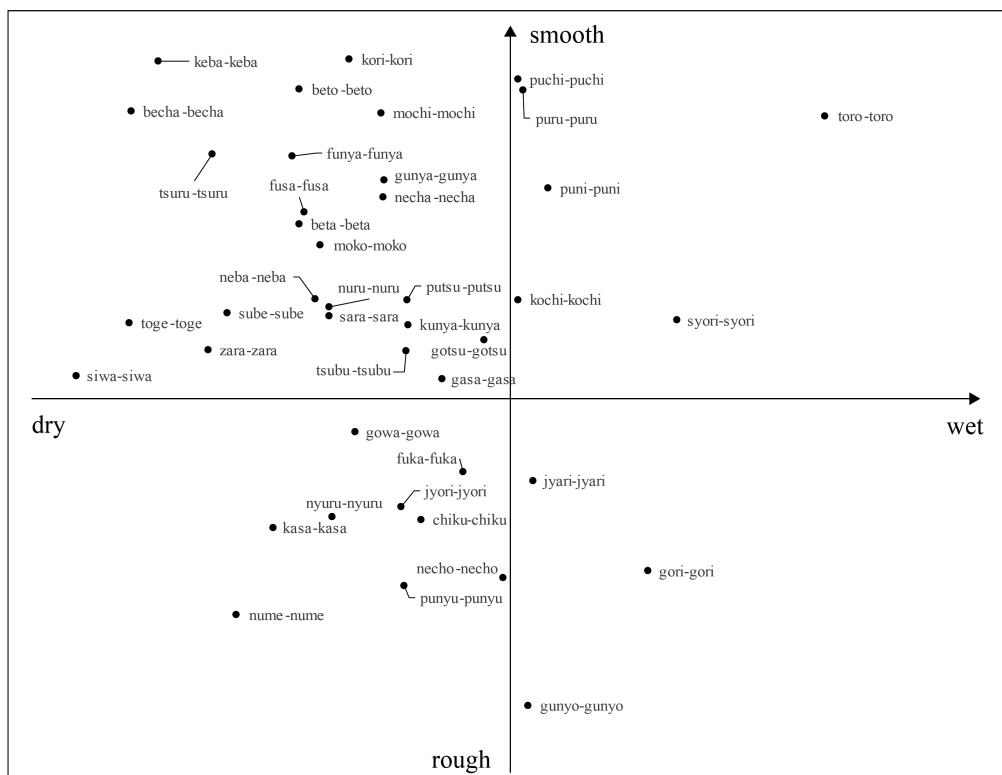 smooth
keba-keba
kori-kori
puchi-puchi
beto-beto
becha-becha
mochi-mochi
puru-puru
toro-toro
funya-funya
tsuru-tsuru
gunya-gunya
fusa-fusa
puni-puni
necha-necha
beta-beta
moko-moko
neba-neba
nuru-nuru
putsu-putsu
kochi-kochi
toge-toge
sube-sube
sara-sara
kunya-kunya
syori-syori
zara-zara
gotsu-gotsu
tsubu-tsubu
siwa-siwa
gasa-gasa
dry
wet
gowa-gowa
fuka-fuka
jyari-jyari
nyuru-nyuru
jyori-jyori
kasa-kasa
chiku-chiku
necho-necho
gori-gori
punyu-punyu
nume-nume
gunyo-gunyo
rough